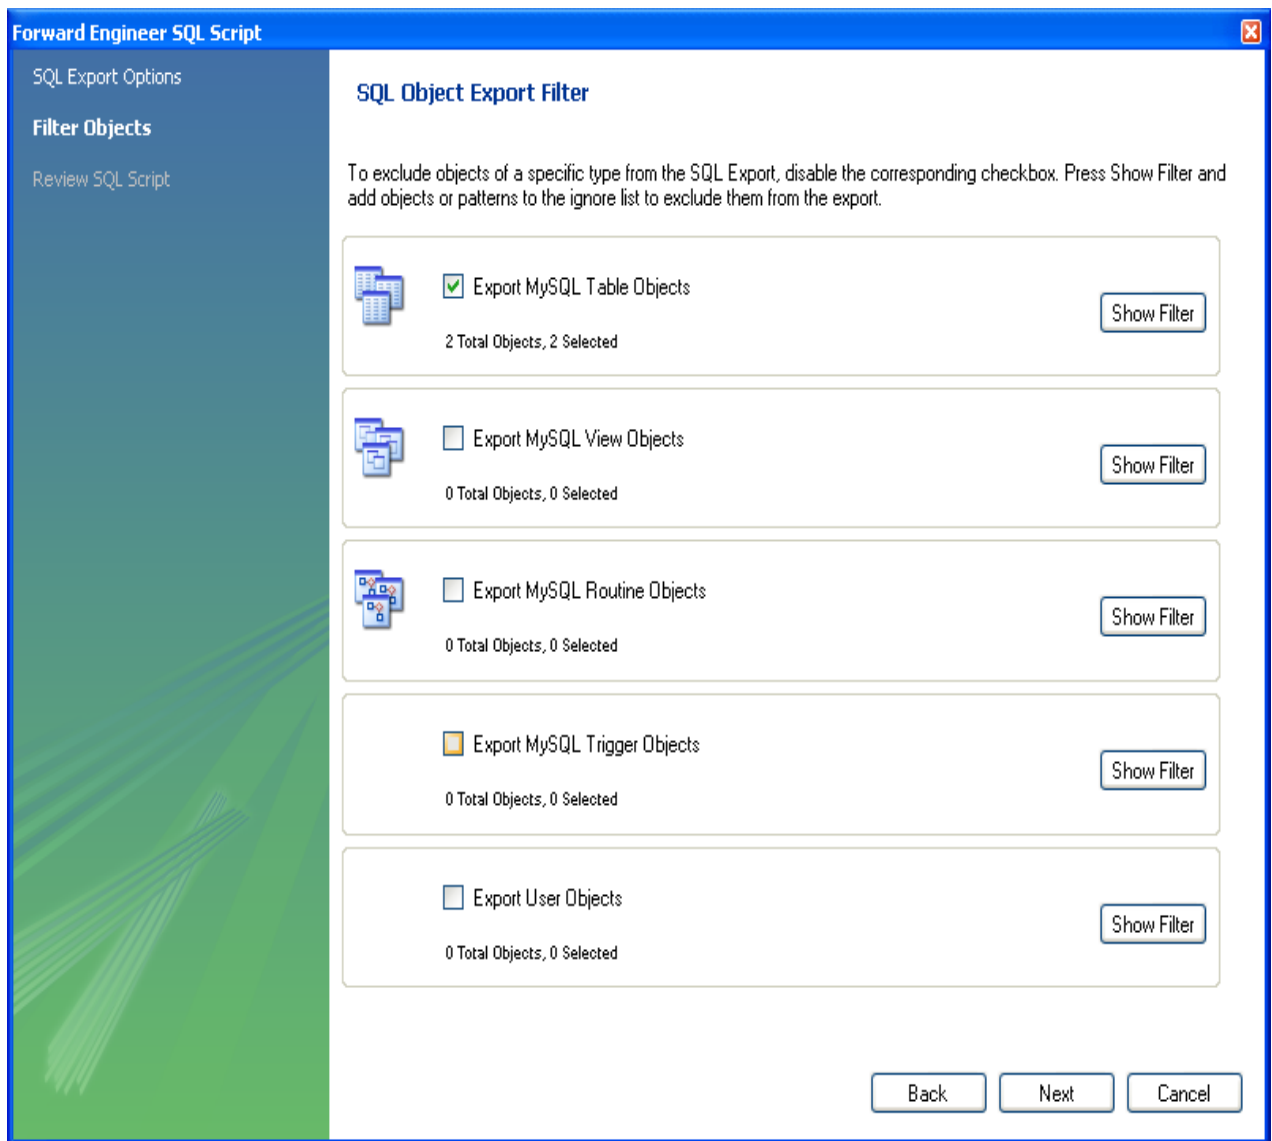 Forward Engineer SQL Script
SQL Export Options
Filter Objects
Review SQL Script
SQL Object Export Filter
To exclude objects of a specific type from the SQL Export, disable the corresponding checkbox. Press Show Filter and
add objects or patterns to the ignore list to exclude them from the export.
Export MySQL Table Objects
Show Filter
2 Total Objects, 2 Selected
Export MySQL View Objects
Show Filter
0 Total Objects, 0 Selected
Export MySQL Routine Objects
Show Filter
0 Total Objects, 0 Selected
Export MySQL Trigger Objects
Show Filter
0 Total Objects, 0 Selected
Export User Objects
Show Filter
0 Total Objects, 0 Selected
Back Next Cancel